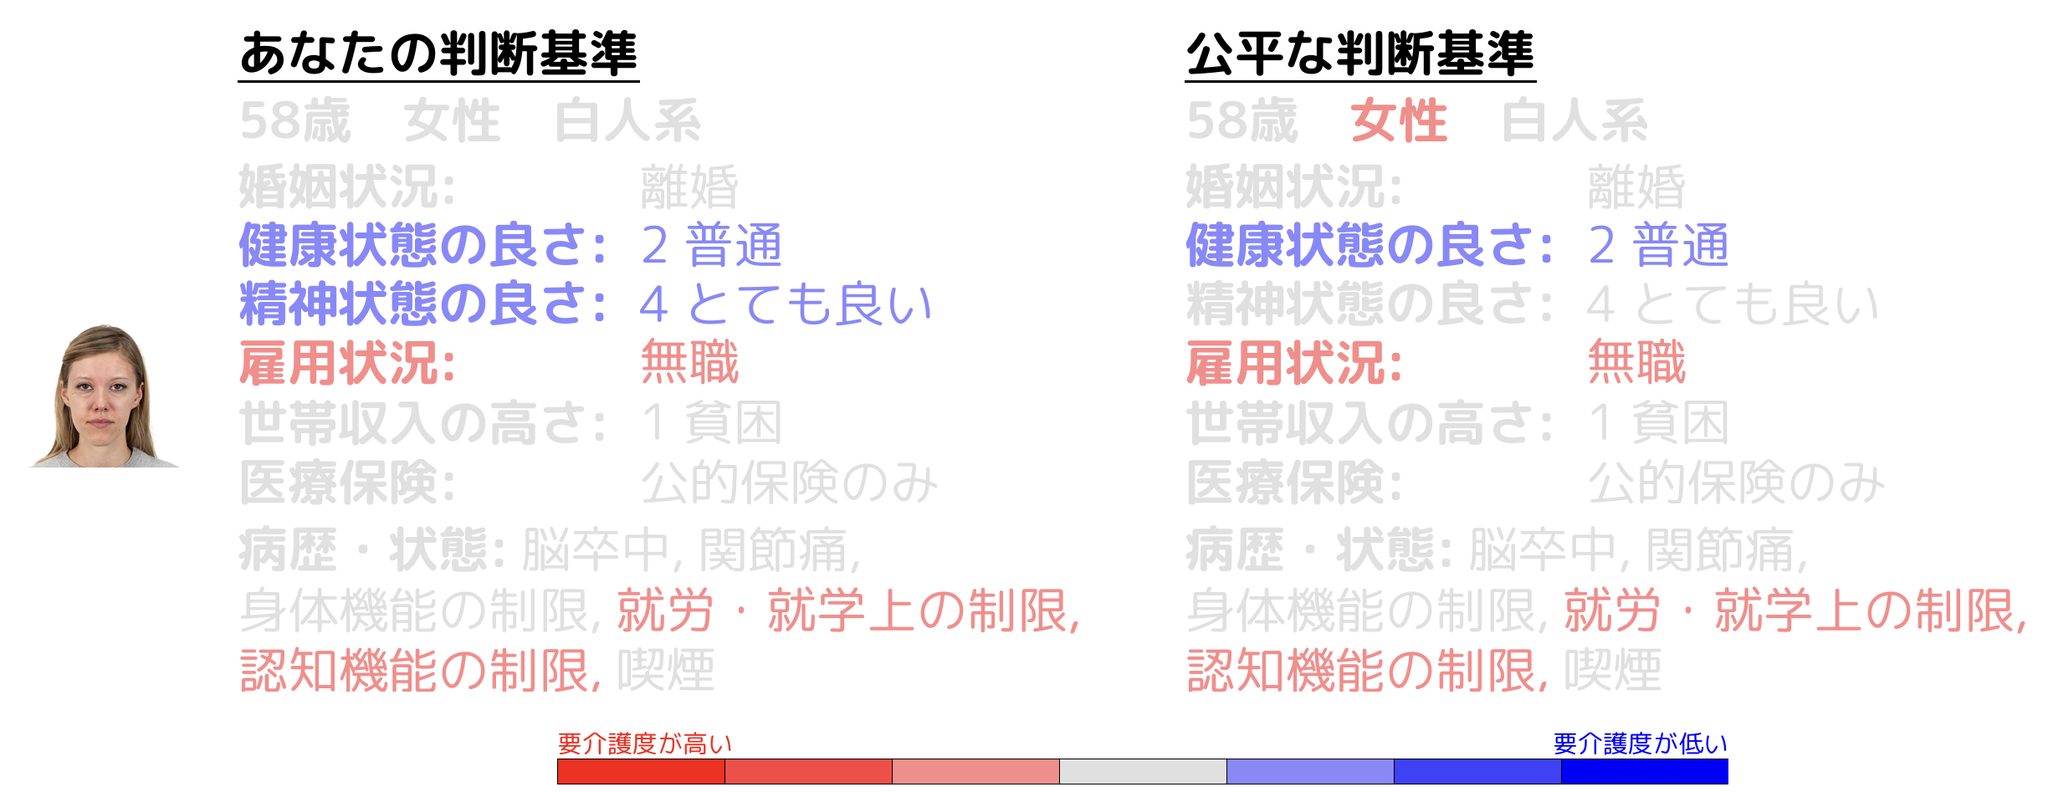 あなたの判断基準
58歳 女性 白人系
婚姻状況: 離婚
健康状態の良さ: 2 普通
精神状態の良さ: 4 とても良い
雇用状況: 無職
世帯収入の高さ: 1 貧困
医療保険: 公的保険のみ
病歴・状態: 脳卒中, 関節痛,
身体機能の制限, 就労・就学上の制限,
認知機能の制限, 喫煙
公平な判断基準
58歳 女性 白人系
婚姻状況: 離婚
健康状態の良さ: 2 普通
精神状態の良さ: 4 とても良い
雇用状況: 無職
世帯収入の高さ: 1 貧困
医療保険: 公的保険のみ
病歴・状態: 脳卒中, 関節痛,
身体機能の制限, 就労・就学上の制限,
認知機能の制限, 喫煙
要介護度が高い
要介護度が低い